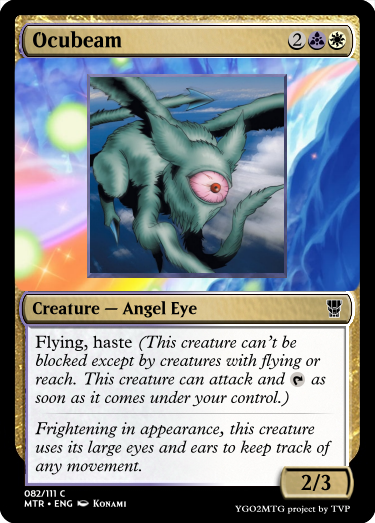 Ocubeam 2
Creature — Angel Eye
Flying, haste (This creature can't be
blocked except by creatures with flying or
reach. This creature can attack and as
soon as it comes under your control.)
Frightening in appearance, this creature
uses its large eyes and ears to keep track of
any movement.
2/3
082/111 C
MTR • ENG Konami
YGO2MTG project by TVP